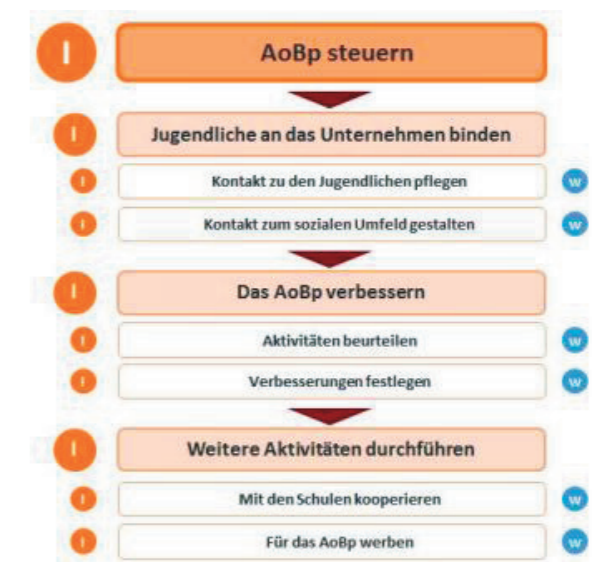 I AoBp steuern
I Jugendliche an das Unternehmen binden
I Kontakt zu den Jugendlichen pflegen W
I Kontakt zum sozialen Umfeld gestalten W
I Das AoBp verbessern
I Aktivitäten beurteilen W
I Verbesserungen festlegen W
I Weitere Aktivitäten durchführen
I Mit den Schulen kooperieren W
I Für das AoBp werben W